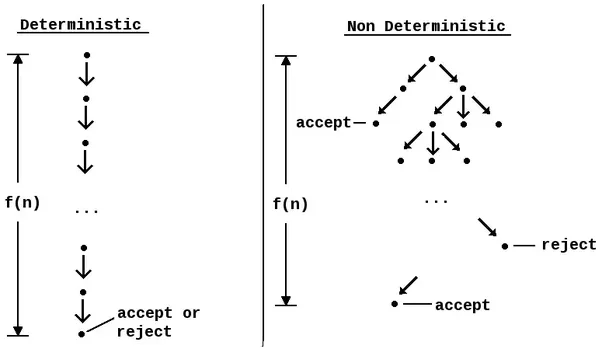 Deterministic
f(n)
...
accept or
reject
Non Deterministic
accept
f(n)
...
reject
accept